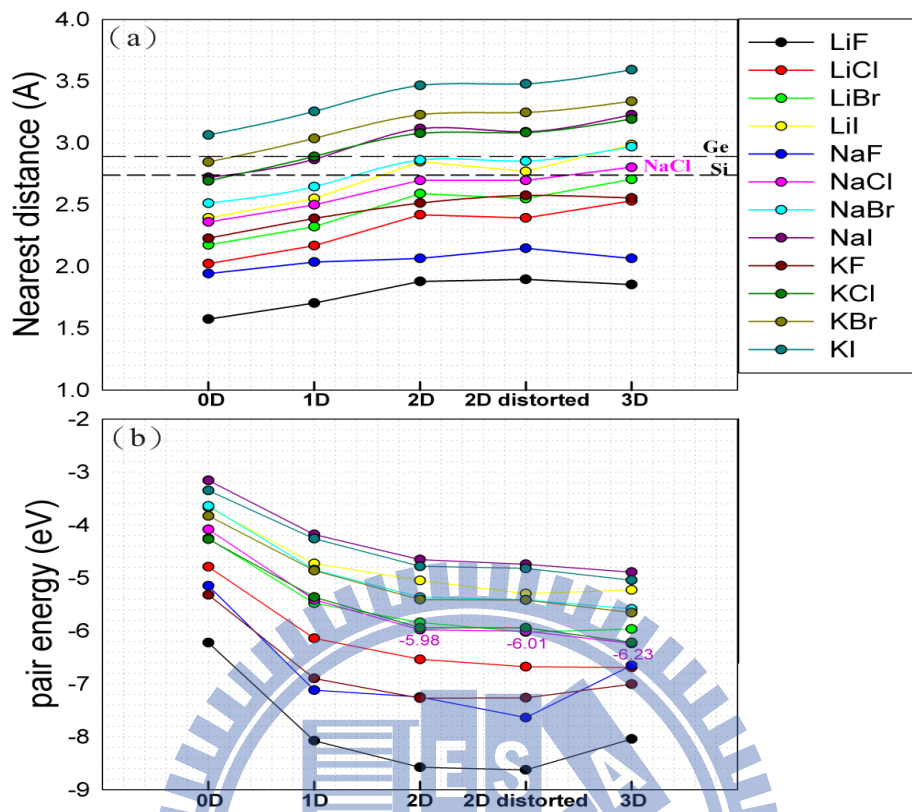 (a)
Nearest distance (A)
4.0
3.5
3.0
2.5
2.0
1.5
1.0
Ge
NaCl
Si
0D
1D
2D
2D distorted
3D
LiF
LiCl
LiBr
LiI
NaF
NaCl
NaBr
NaI
KF
KCl
KBr
KI
(b)
pair energy (eV)
-2
-3
-4
-5
-6
-7
-8
-9
-5.98
-6.01
-6.23
0D
1D
2D
2D distorted
3D
E S
A